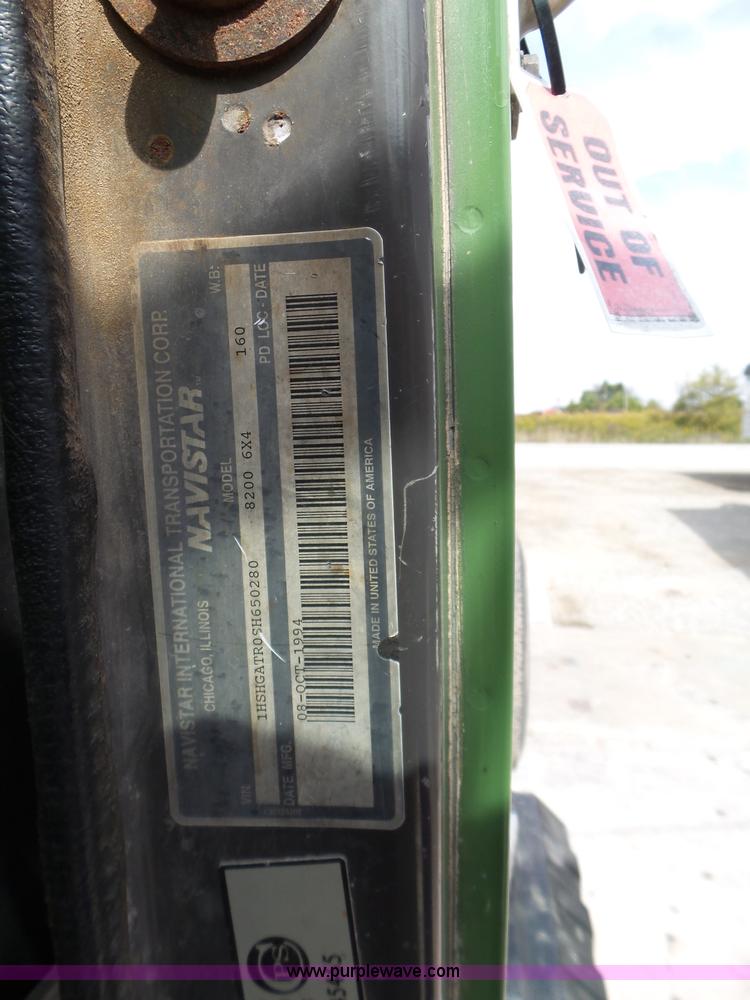 NAVISTAR INTERNATIONAL TRANSPORTATION CORP.
CHICAGO, ILLINOIS
NAVISTAR
VIN
MODEL
W.B.
1HSHGATR0SH650280
8200 6X4
160
DATE MFG.
PD LOC - DATE
08-OCT-1994
MADE IN UNITED STATES OF AMERICA
OUT OF
SERVICE
www.purplewave.com